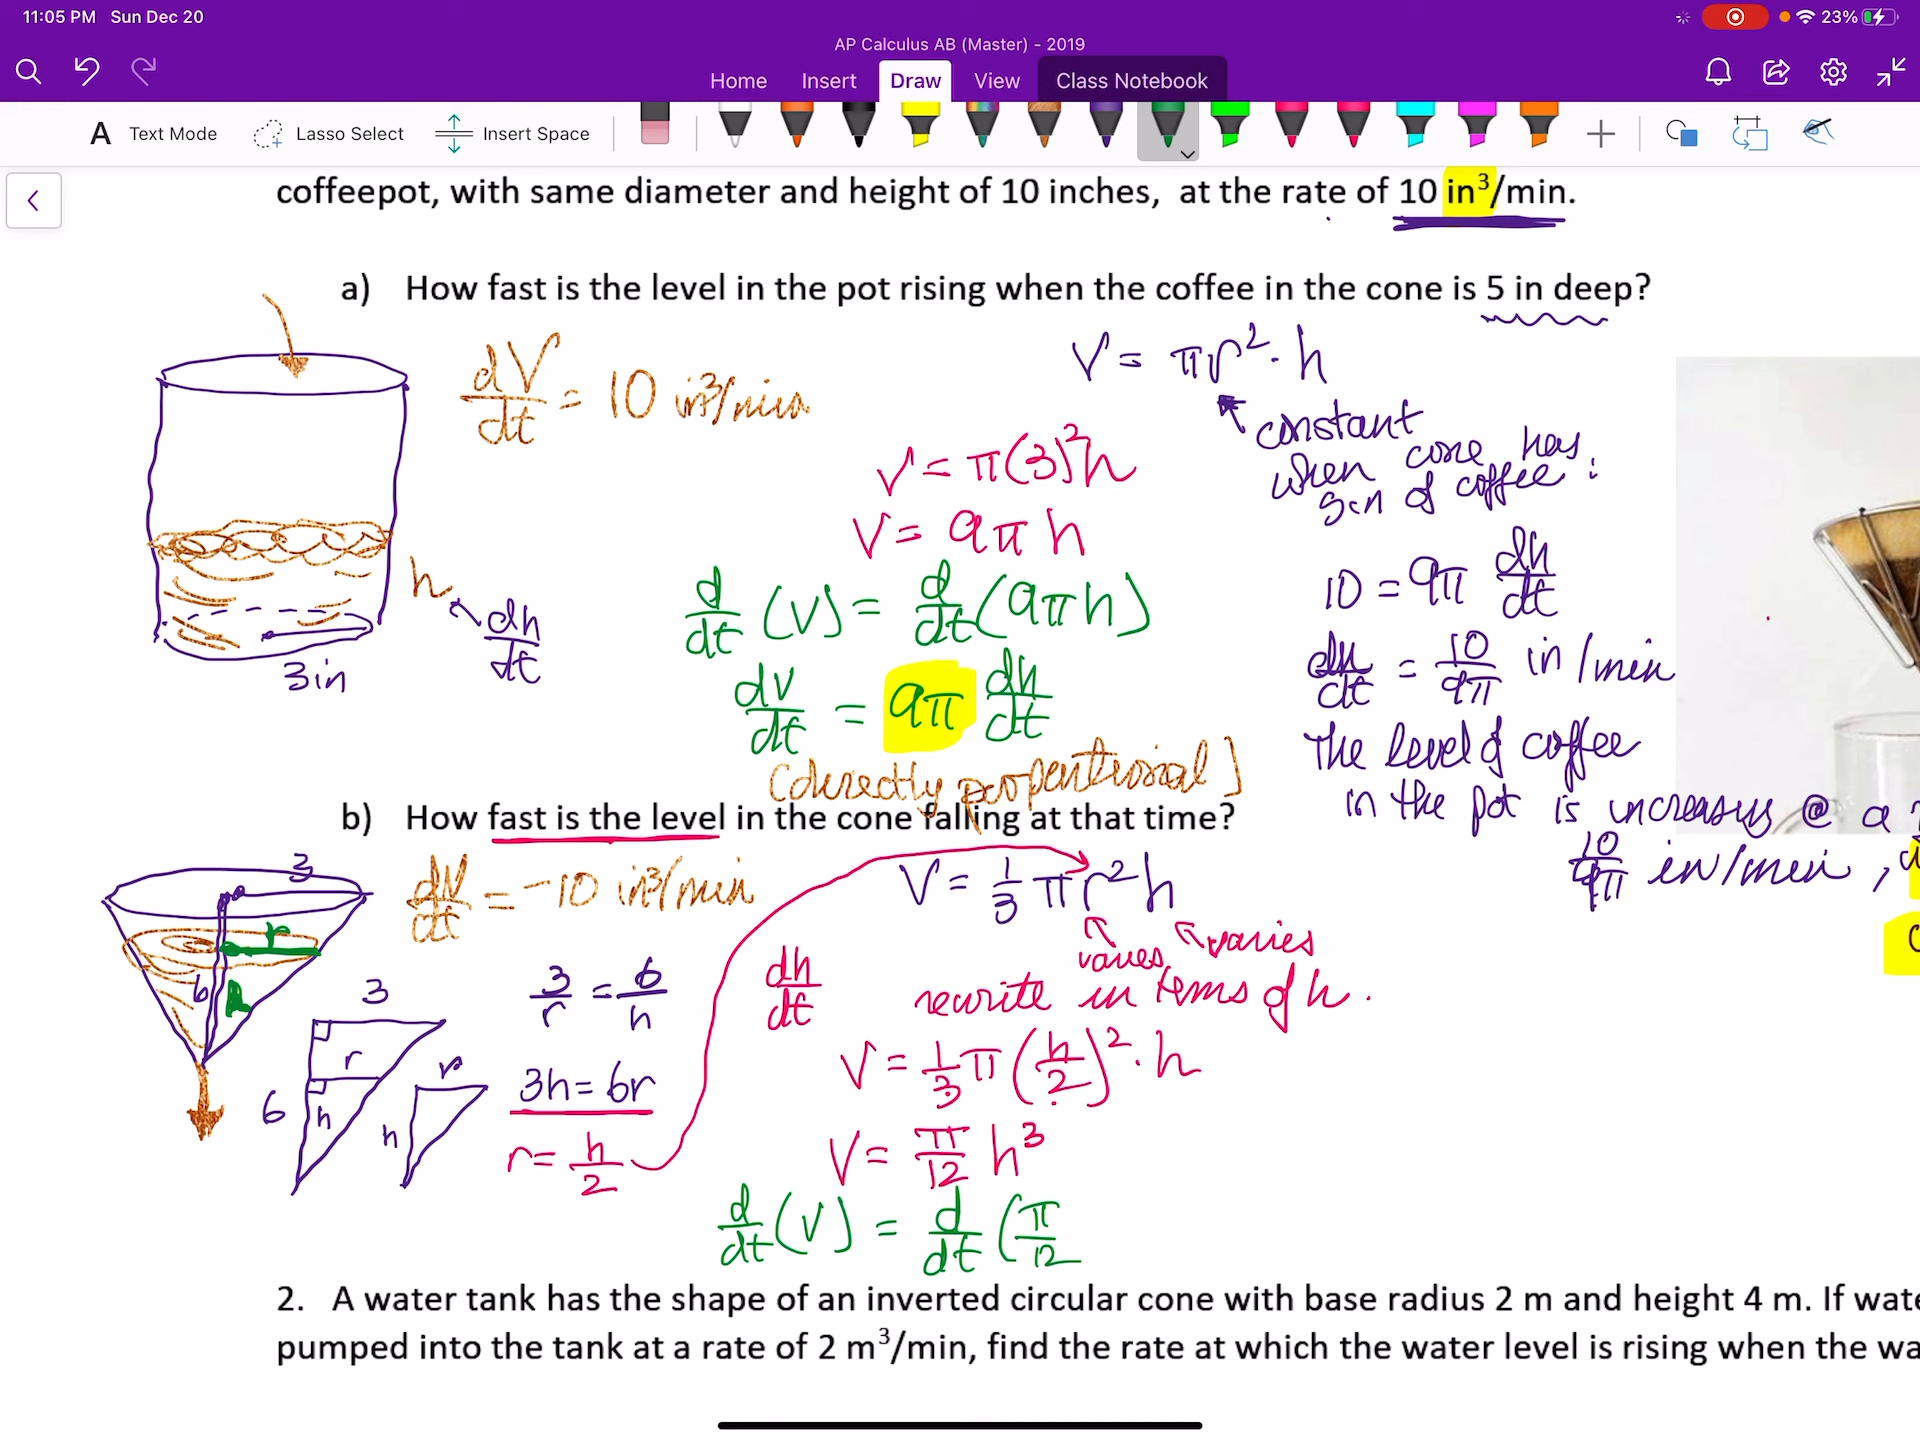 11:05 PM Sun Dec 20
23%
AP Calculus AB (Master) - 2019
Home Insert Draw View Class Notebook
A Text Mode Lasso Select Insert Space
coffeepot, with same diameter and height of 10 inches, at the rate of 10 in³/min.
a) How fast is the level in the pot rising when the coffee in the cone is 5 in deep?
dV/dt = 10 in³/min
V = πr²·h
constant
when cone has
5in of coffee.
V = π(3)²h
V = 9πh
h
dh/dt
3in
d/dt (V) = d/dt (9πh)
dV/dt = 9π dh/dt
(directly proportional)
10 = 9π dh/dt
dh/dt = 10/9π in/min
The level of coffee
in the pot is increasing @ a
10/9π in/min,
b) How fast is the level in the cone falling at that time?
3
r
6
h
dV/dt = -10 in³/min
V = 1/3 πr²h
varies varies
dh/dt
rewrite in terms of h.
3/r = 6/h
3
r
6
h
r
h
3h = 6r
r = h/2
V = 1/3 π (h/2)²·h
V = π/12 h³
d/dt (V) = d/dt (π/12
2. A water tank has the shape of an inverted circular cone with base radius 2 m and height 4 m. If wate
pumped into the tank at a rate of 2 m³/min, find the rate at which the water level is rising when the wa